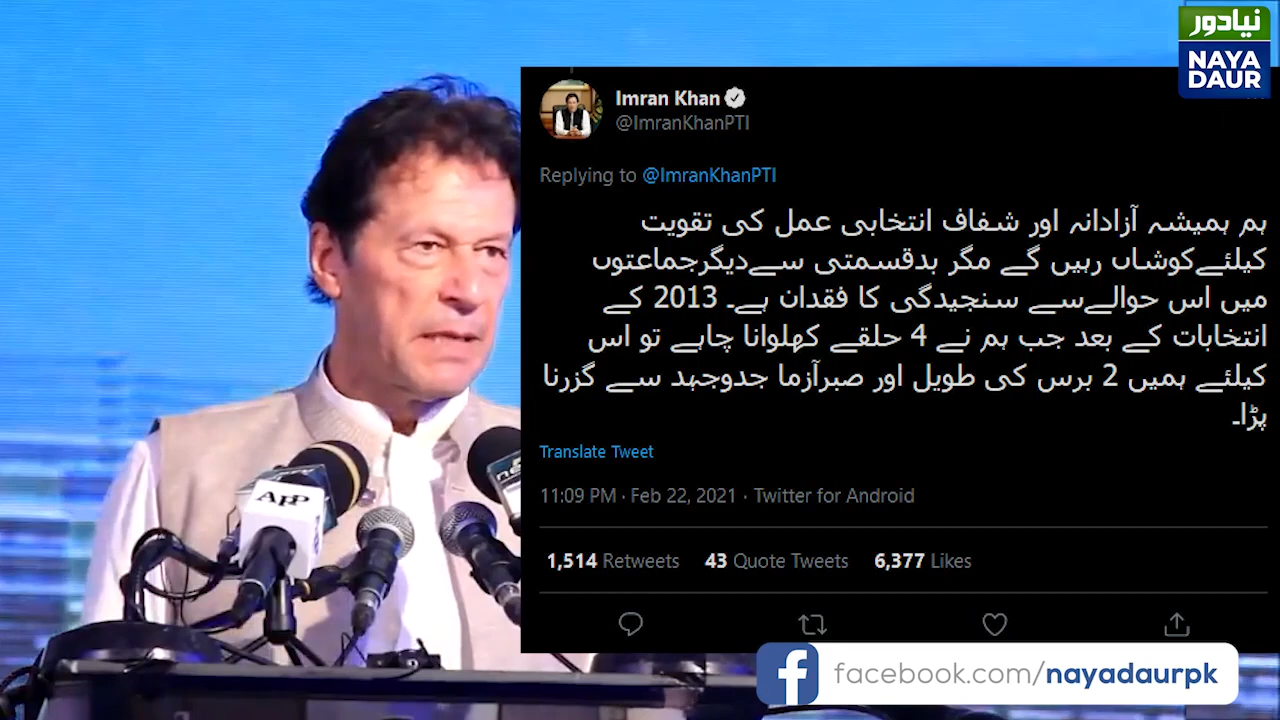 نیادور
NAYA
DAUR
Imran Khan
@ImranKhanPTI
Replying to @ImranKhanPTI
ہم ہمیشہ آزادانہ اور شفاف انتخابی عمل کی تقویت
کیلئےکوشاں رہیں گے مگر بدقسمتی سےدیگرجماعتوں
میں اس حوالےسے سنجیدگی کا فقدان ہے۔ 2013 کے
انتخابات کے بعد جب ہم نے 4 حلقے کھلوانا چاہے تو اس
کیلئے ہمیں 2 برس کی طویل اور صبرآزما جدوجہد سے گزرنا
پڑا۔
Translate Tweet
11:09 PM · Feb 22, 2021 · Twitter for Android
1,514 Retweets 43 Quote Tweets 6,377 Likes
APP
facebook.com/nayadaurpk